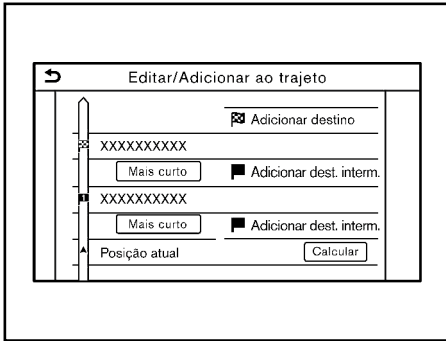 Editar/Adicionar ao trajeto
Adicionar destino
XXXXXXXXXX
Mais curto Adicionar dest. interm.
1 XXXXXXXXXX
Mais curto Adicionar dest. interm.
Posição atual Calcular